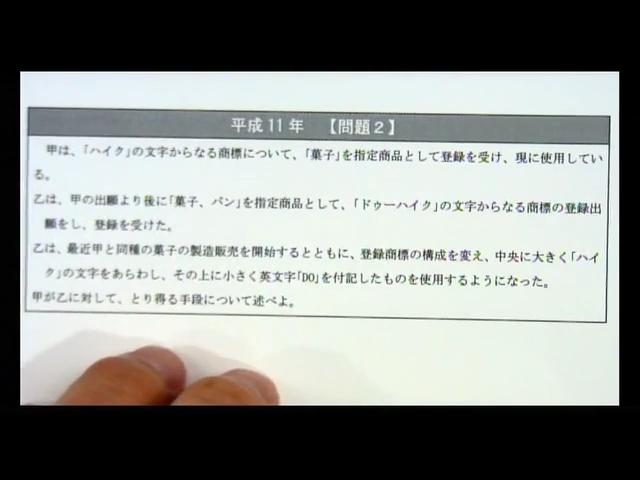 平成11年 【問題２】
甲は、「ハイク」の文字からなる商標について、「菓子」を指定商品として登録を受け、現に使用してい
る。
乙は、甲の出願より後に「菓子、パン」を指定商品として、「ドゥーハイク」の文字からなる商標の登録出
願をし、登録を受けた。
乙は、最近甲と同種の菓子の製造販売を開始するとともに、登録商標の構成を変え、中央に大きく「ハイ
ク」の文字をあらわし、その上に小さく英文字「DO」を付記したものを使用するようになった。
甲が乙に対して、とり得る手段について述べよ。